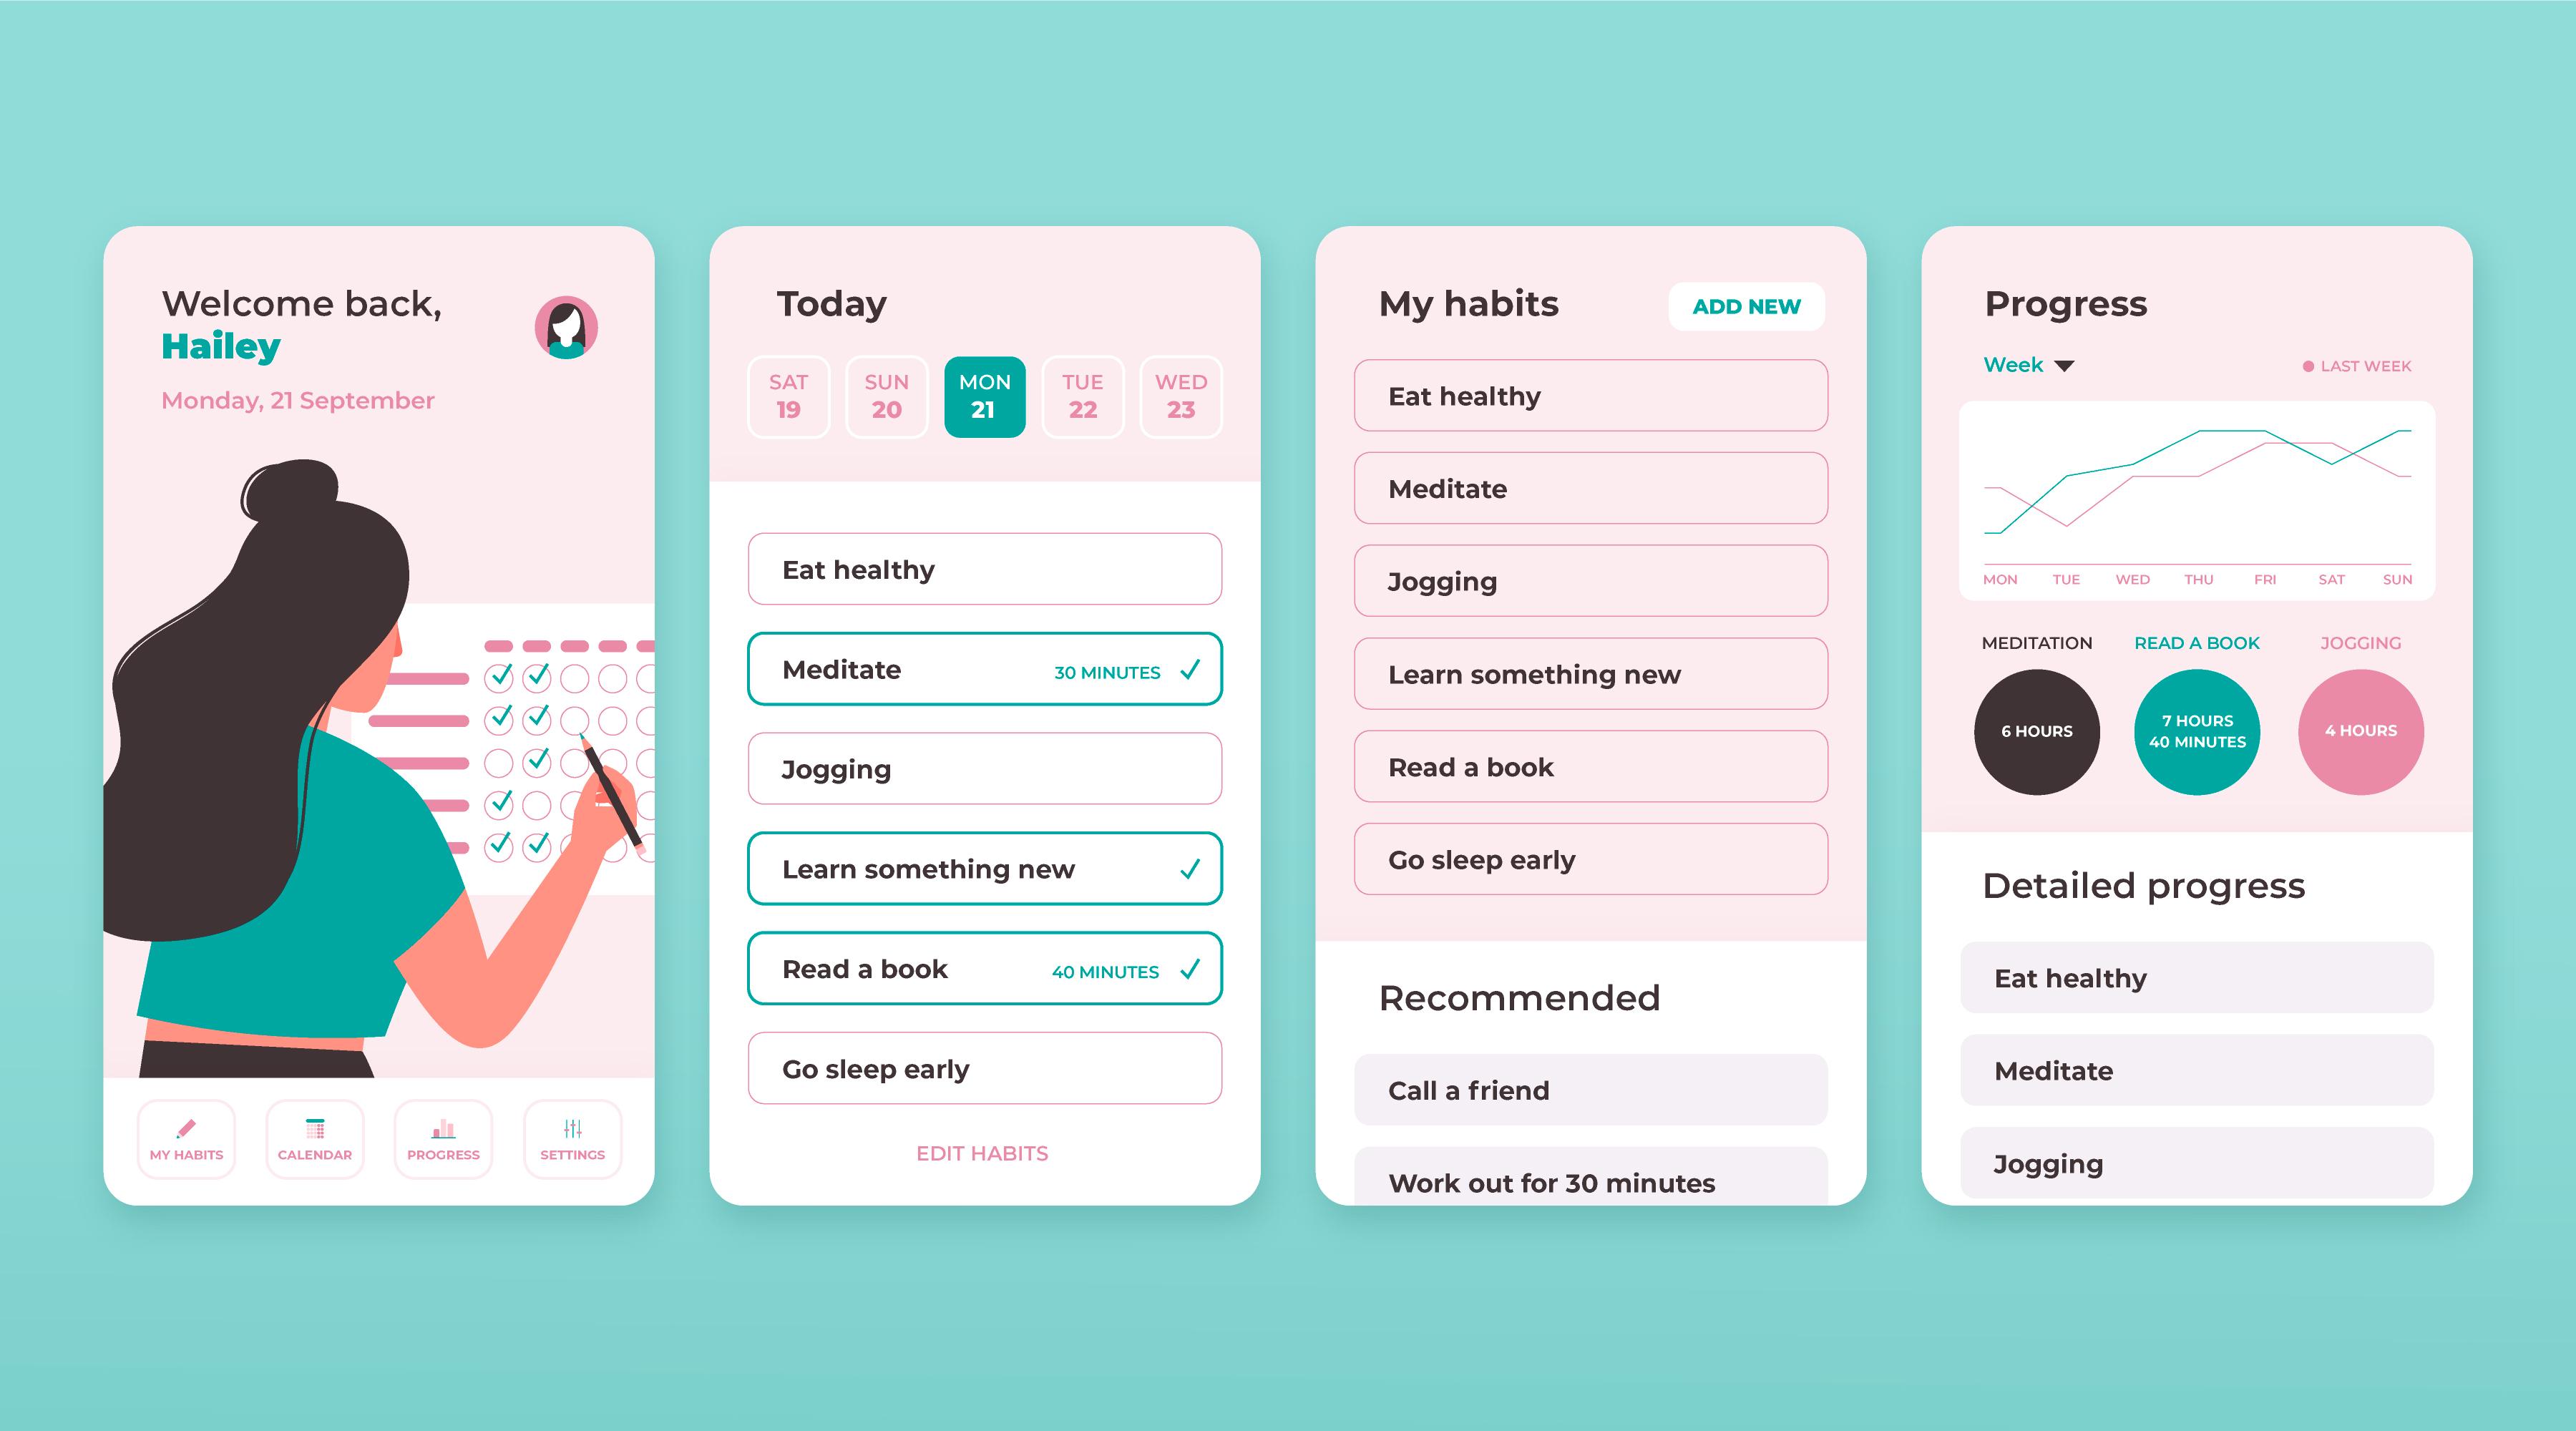 Welcome back,
Hailey
Monday, 21 September
MY HABITS
CALENDAR
PROGRESS
SETTINGS
Today
SAT
19
SUN
20
MON
21
TUE
22
WED
23
Eat healthy
Meditate 30 MINUTES
Jogging
Learn something new
Read a book 40 MINUTES
Go sleep early
EDIT HABITS
My habits
ADD NEW
Eat healthy
Meditate
Jogging
Learn something new
Read a book
Go sleep early
Recommended
Call a friend
Work out for 30 minutes
Progress
Week
LAST WEEK
MON TUE WED THU FRI SAT SUN
MEDITATION
6 HOURS
READ A BOOK
7 HOURS
40 MINUTES
JOGGING
4 HOURS
Detailed progress
Eat healthy
Meditate
Jogging